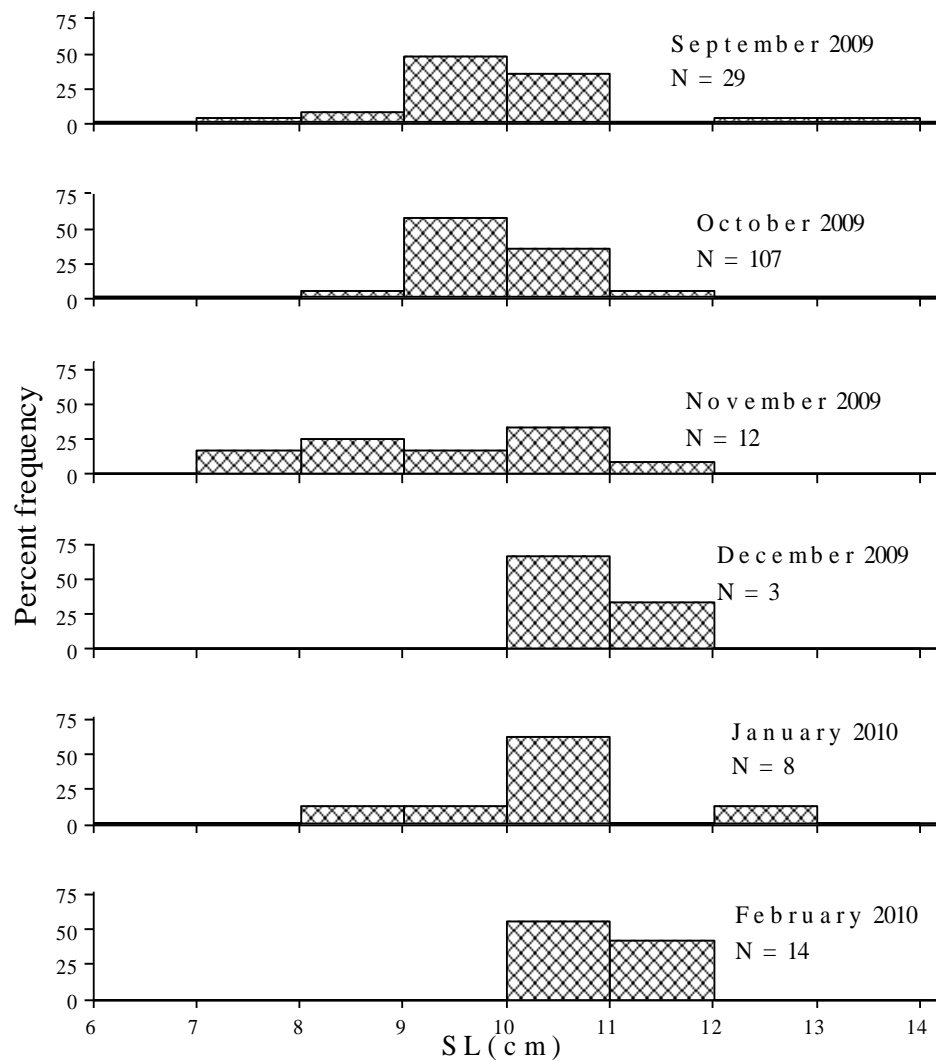 75
50
25
0
September 2009
N = 29
75
50
25
0
October 2009
N = 107
75
50
25
0
November 2009
N = 12
75
50
25
0
December 2009
N = 3
75
50
25
0
January 2010
N = 8
75
50
25
0
February 2010
N = 14
Percent frequency
6 7 8 9 10 11 12 13 14
SL(cm)